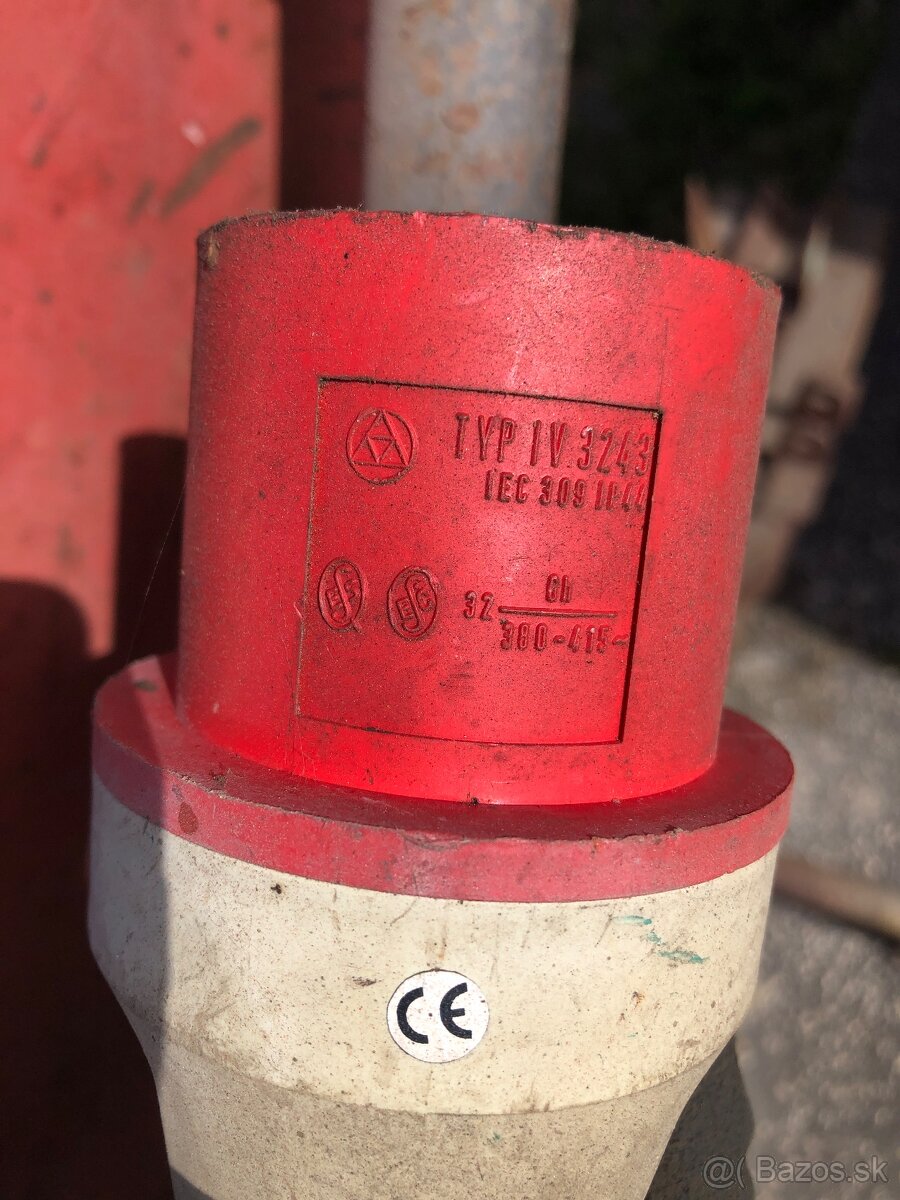 TYP IV 3243
IEC 309 IP44
32 6h
380-415~
CE
@( Bazos.sk